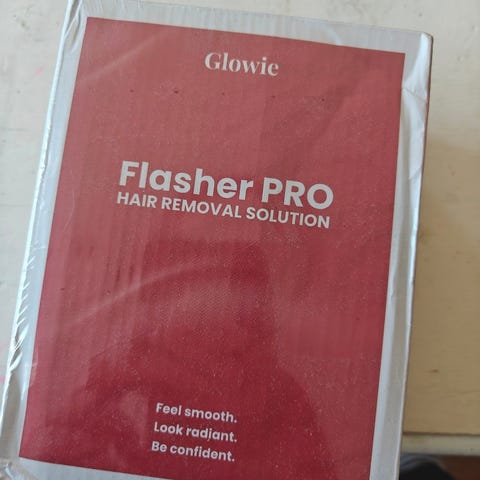 Glowie
Flasher PRO
HAIR REMOVAL SOLUTION
Feel smooth.
Look radiant.
Be confident.